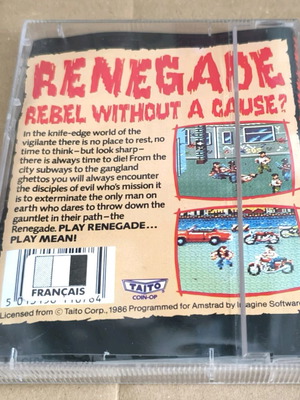 RENEGADE
REBEL WITHOUT A CAUSE?
In the knife-edge world of the
vigilante there is no place to rest, no
time to think–but look sharp–
there is always time to die! From the
city subways to the gangland
ghettos you will always encounter
the disciples of evil who's mission it
is to exterminate the only man on
earth who dares to throw down the
gauntlet in their path–the
Renegade. PLAY RENEGADE...
PLAY MEAN!
FRANÇAIS
TAITO
COIN-OP
Licensed from © Taito Corp., 1986 Programmed for Amstrad by Imagine Software